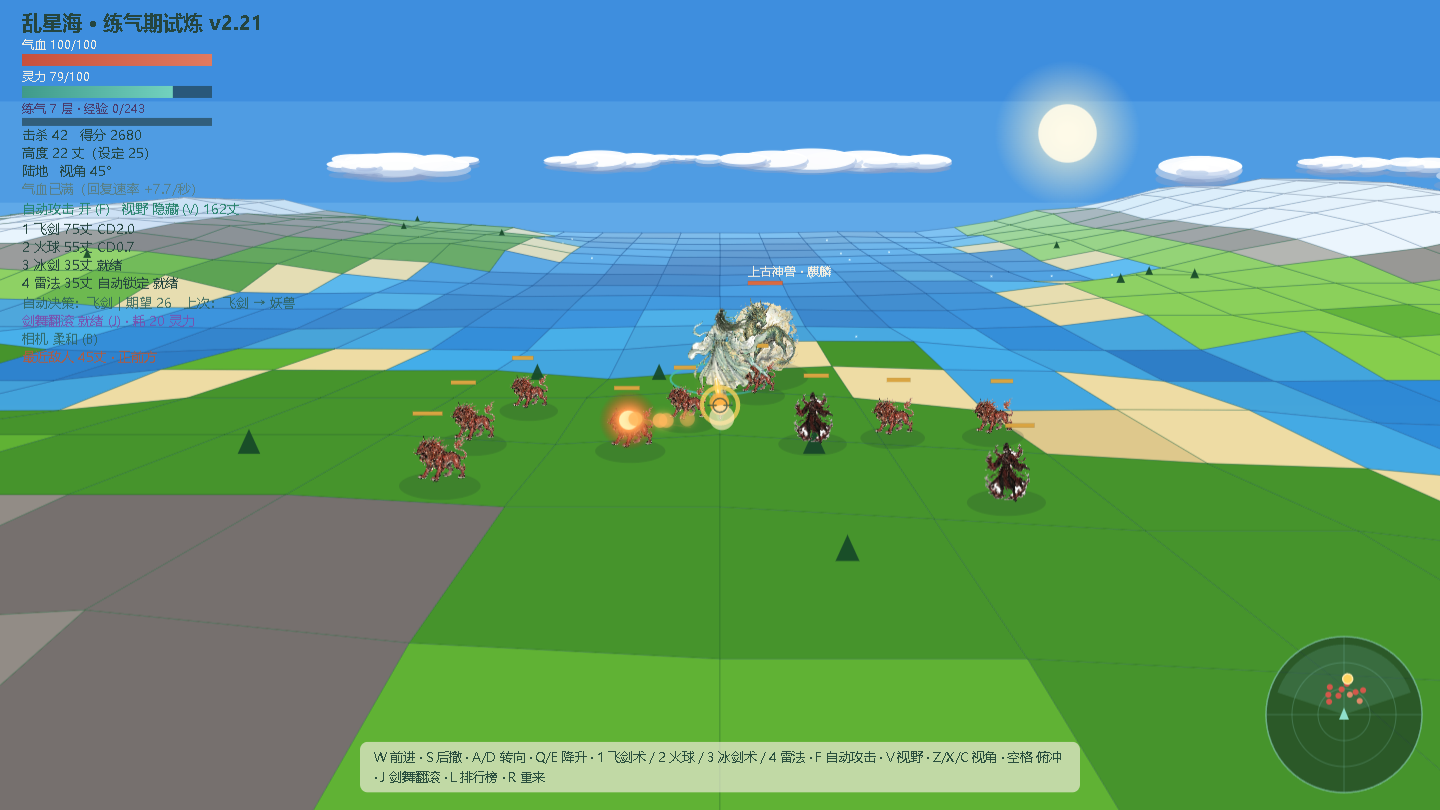 乱星海·练气期试炼 v2.21
气血 100/100
灵力 79/100
练气 7 层·经验 0/243
击杀 42 得分 2680
高度 22 丈（设定 25）
陆地 视角 45°
气血已满（回复速率 +7.7/秒）
自动攻击 开 (F) 视野 隐藏 (V) 162丈
1 飞剑 75丈 CD2.0
2 火球 55丈 CD0.7
3 冰剑 35丈 就绪
4 雷法 35丈 自动锁定 就绪
自动决策：飞剑 | 期望 26 上次：飞剑 → 妖兽
剑舞翻滚 就绪 (J)·耗 20 灵力
相机 柔和 (B)
上古神兽·麒麟
W 前进·S 后撤·A/D 转向·Q/E 降升·1 飞剑术 / 2 火球 / 3 冰剑术 / 4 雷法·F 自动攻击·V 视野·Z/X/C 视角·空格 俯冲
·J 剑舞翻滚·L 排行榜·R 重来